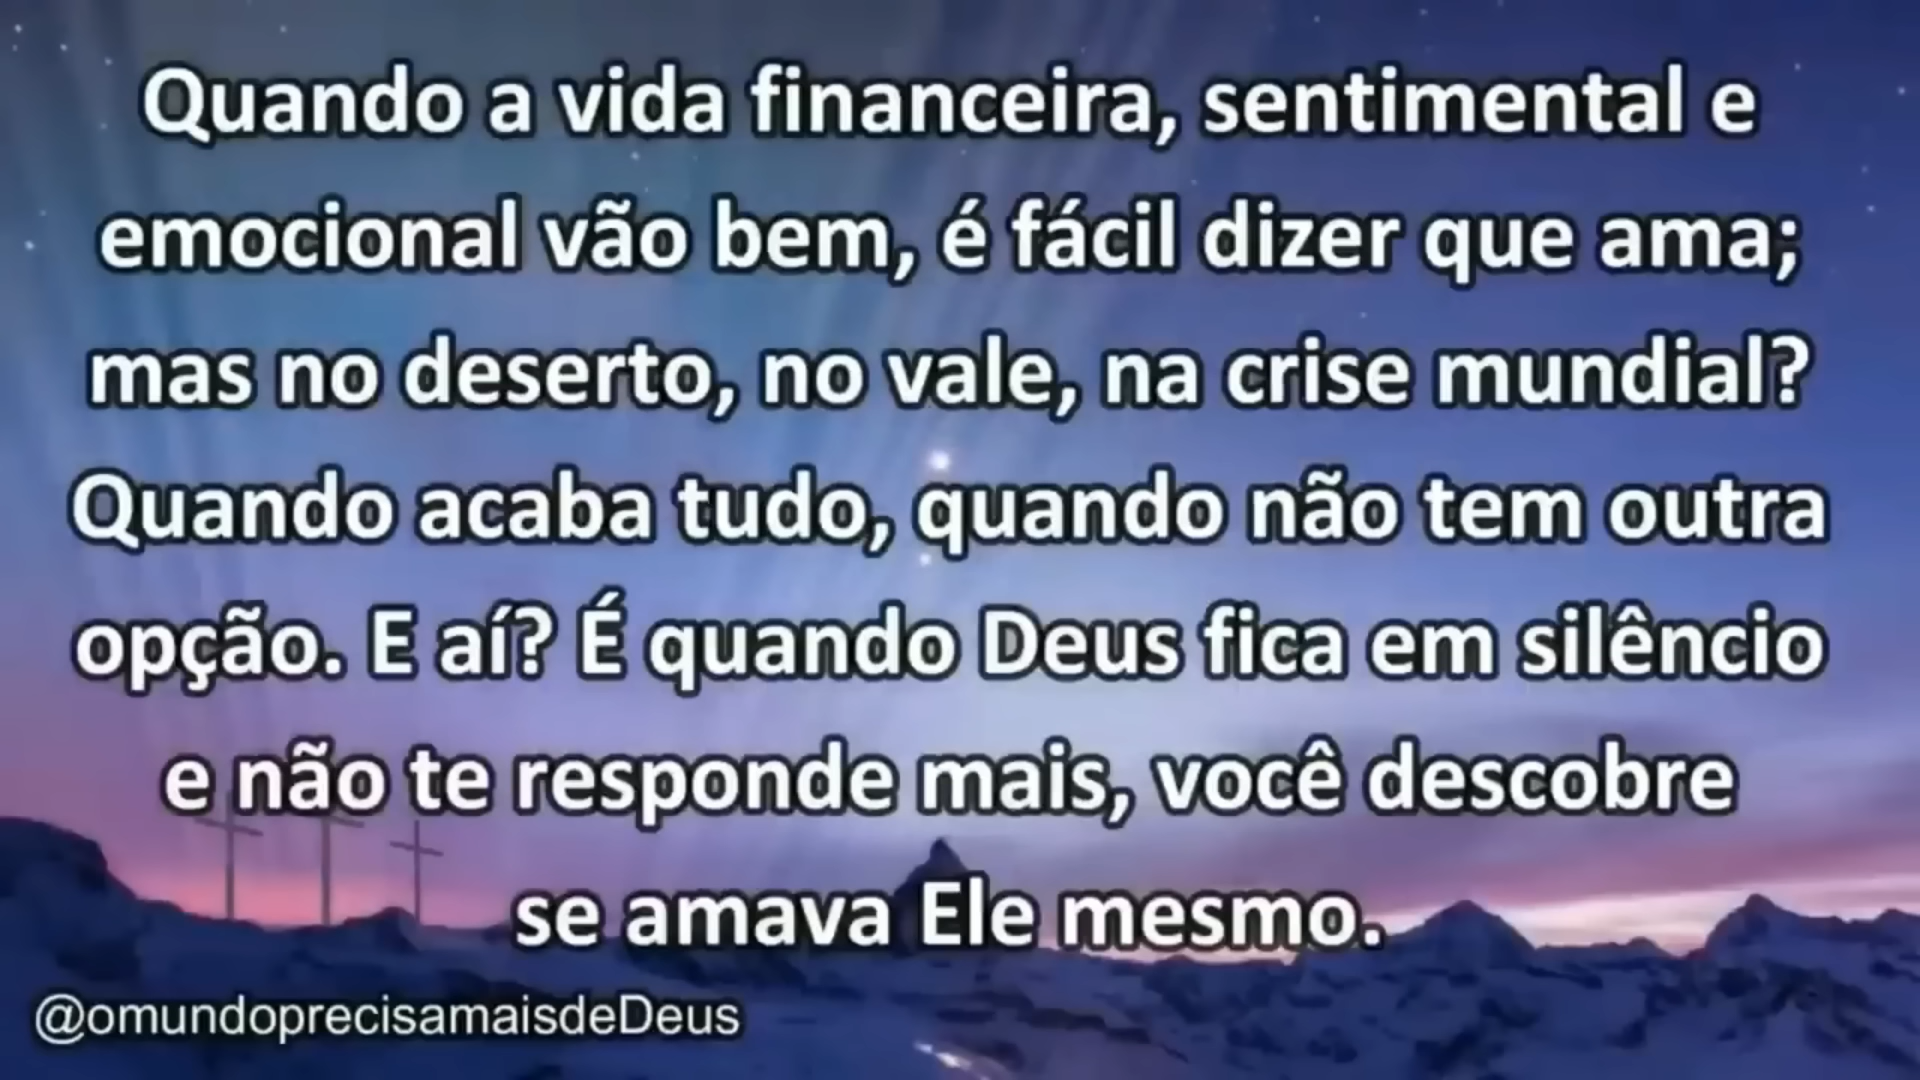 Quando a vida financeira, sentimental e
emocional vão bem, é fácil dizer que ama;
mas no deserto, no vale, na crise mundial?
Quando acaba tudo, quando não tem outra
opção. E aí? É quando Deus fica em silêncio
e não te responde mais, você descobre
se amava Ele mesmo.
@omundoprecisamaisdeDeus